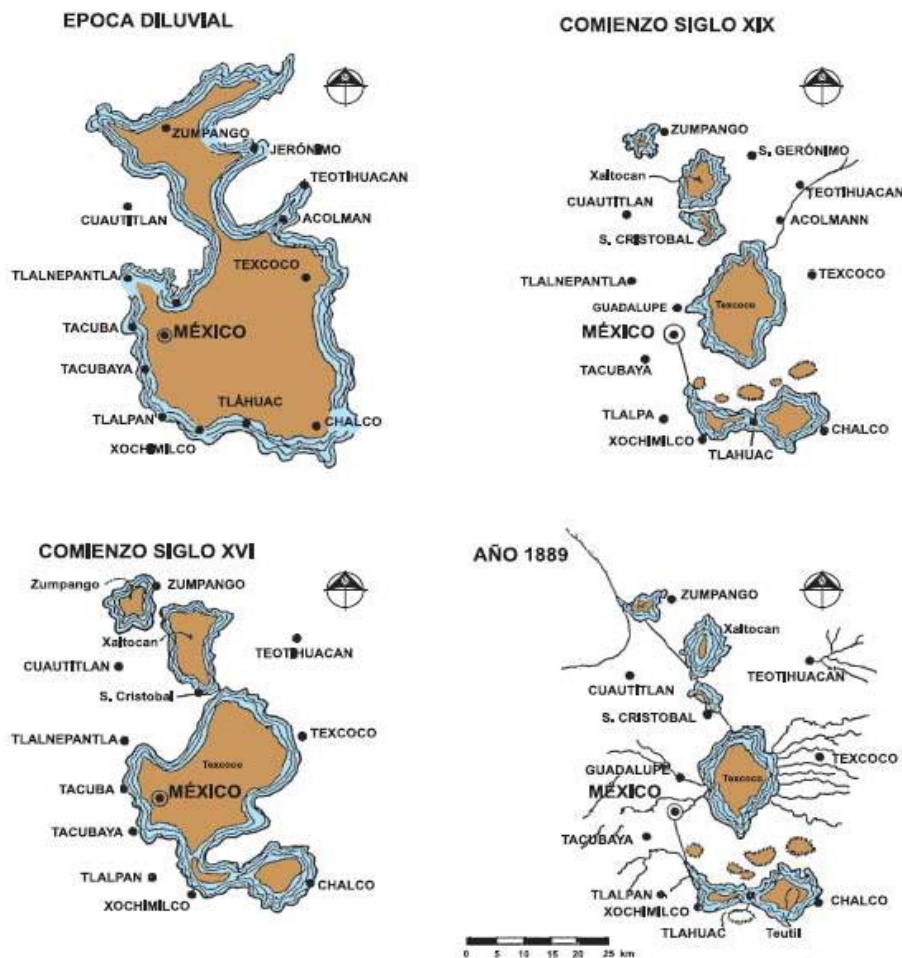 EPOCA DILUVIAL
ZUMPANGO
JERÓNIMO
TEOTIHUACAN
CUAUTITLAN
ACOLMAN
TEXCOCO
TLALNEPANTLA
TACUBA
MÉXICO
TACUBAYA
TLÁHUAC
TLALPAN
CHALCO
XOCHIMILCO
COMIENZO SIGLO XIX
ZUMPANGO
S. GERÓNIMO
Xaltocan
TEOTIHUACAN
CUAUTITLAN
ACOLMANN
S. CRISTOBAL
TEXCOCO
TLALNEPANTLA
Texcoco
GUADALUPE
MÉXICO
TACUBAYA
TLALPA
CHALCO
XOCHIMILCO
TLAHUAC
COMIENZO SIGLO XVI
Zumpango
ZUMPANGO
Xaltocan
TEOTIHUACAN
CUAUTITLAN
S. Cristobal
TLALNEPANTLA
TEXCOCO
Texcoco
TACUBA
MÉXICO
TACUBAYA
TLALPAN
CHALCO
XOCHIMILCO
AÑO 1889
ZUMPANGO
Xaltocan
TEOTIHUACAN
CUAUTITLAN
S. CRISTOBAL
TEXCOCO
GUADALUPE
Texcoco
MÉXICO
TACUBAYA
TLALPAN
CHALCO
XOCHIMILCO
TLAHUAC
Teutil
0 5 10 15 20 25 km